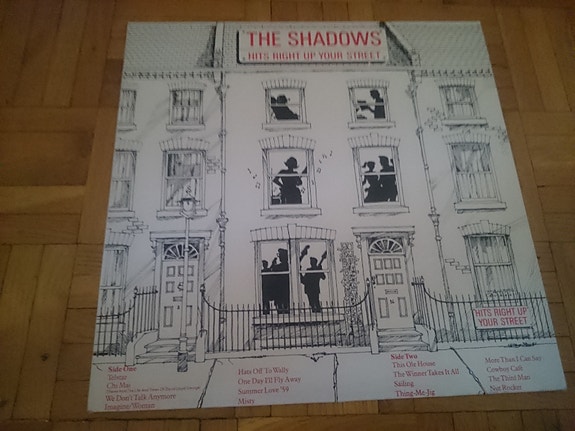 THE SHADOWS
HITS RIGHT UP YOUR STREET
HITS RIGHT UP
YOUR STREET
Side One
Telstar
Chi Mai
We Don't Talk Anymore
Imagine/Woman
Hats Off To Wally
One Day I'll Fly Away
Summer Love '59
Misty
Side Two
This Ole House
The Winner Takes It All
Sailing
Thing-Me-Jig
More Than I Can Say
Cowboy Cafe
The Third Man
Nut Rocker